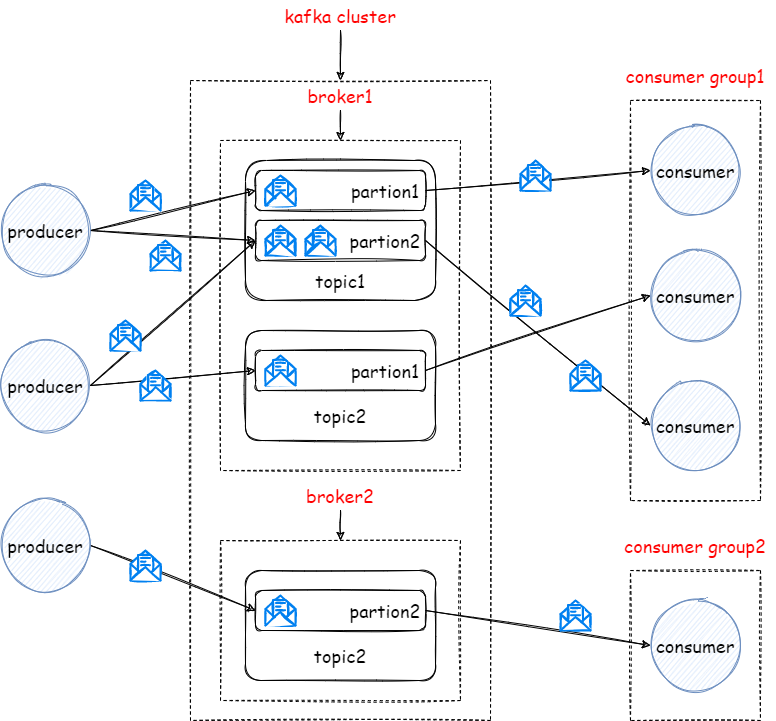 kafka cluster
consumer group1
broker1
consumer
partion1
producer
partion2
topic1
consumer
partion1
producer
consumer
topic2
broker2
producer
consumer group2
partion2
consumer
topic2